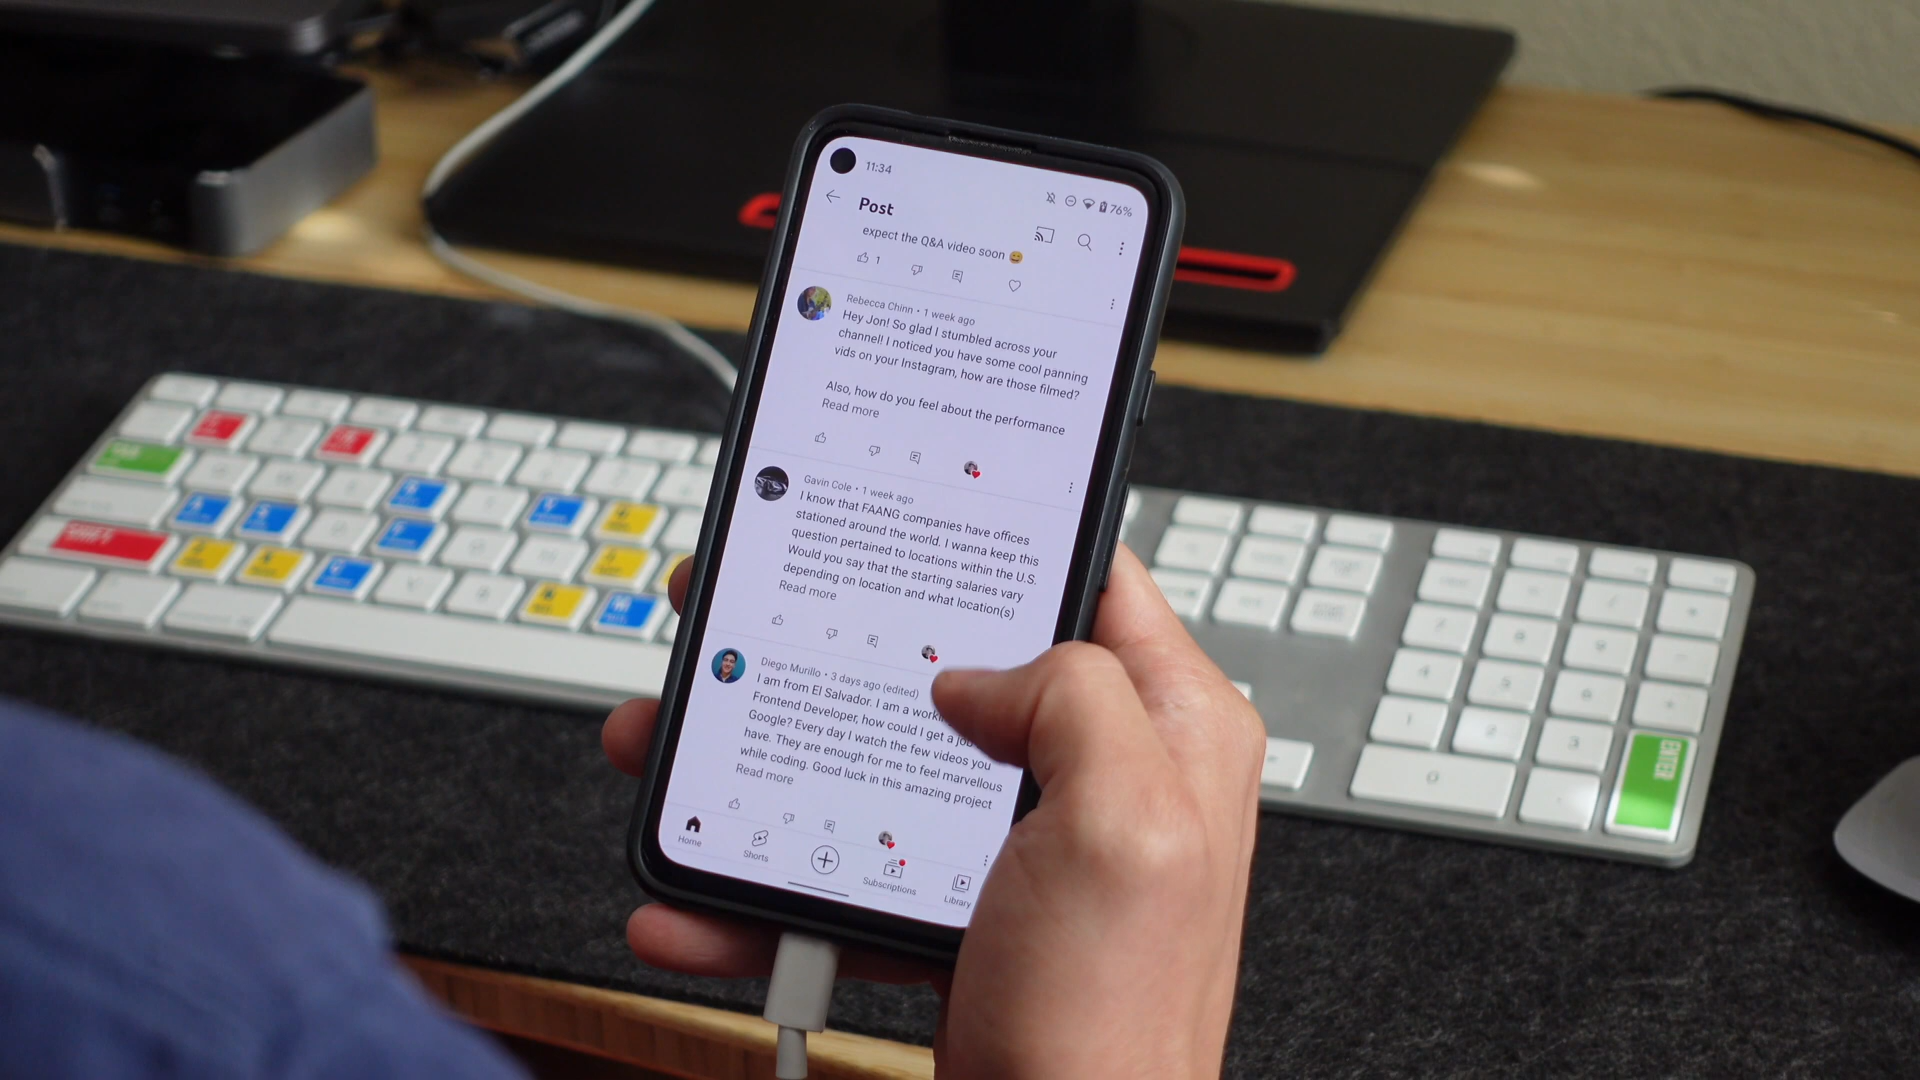 11:34
76%
Post
expect the Q&A video soon 😄
1
Rebecca Chinn • 1 week ago
Hey Jon! So glad I stumbled across your
channel! I noticed you have some cool panning
vids on your Instagram, how are those filmed?
Also, how do you feel about the performance
Read more
Gavin Cole • 1 week ago
I know that FAANG companies have offices
stationed around the world. I wanna keep this
question pertained to locations within the U.S.
Would you say that the starting salaries vary
depending on location and what location(s)
Read more
Diego Murillo • 3 days ago (edited)
I am from El Salvador. I am a
Frontend Developer, how could I get a
Google? Every day I watch the few videos you
have. They are enough for me to feel marvellous
while coding. Good luck in this amazing project
Read more
Home
Shorts
Subscriptions
Library
SHIFT
ENTER